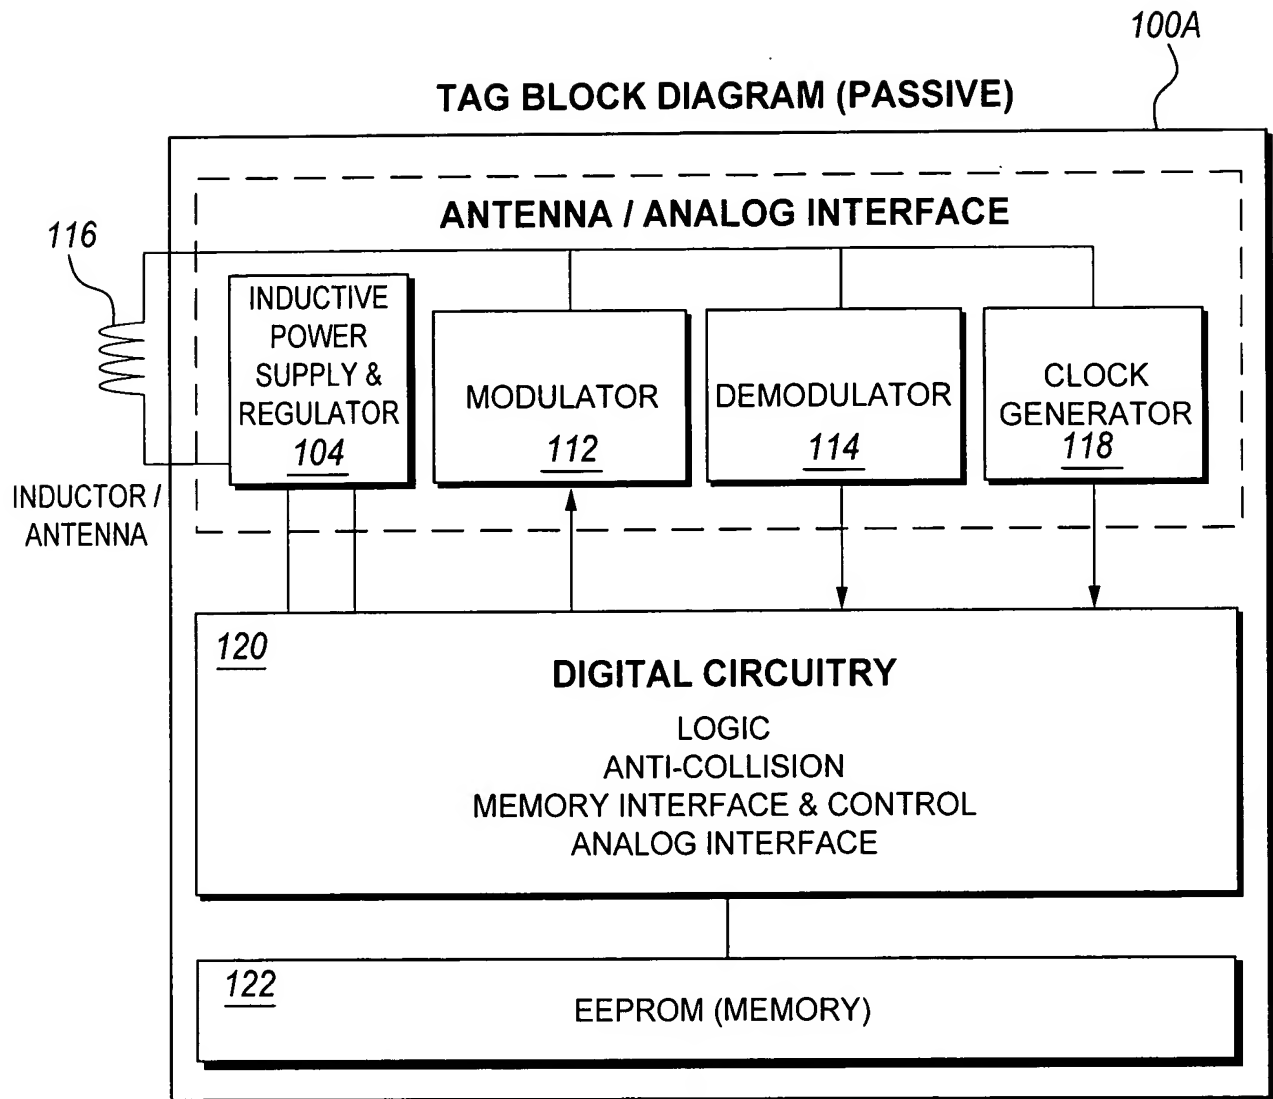 100A
TAG BLOCK DIAGRAM (PASSIVE)
ANTENNA / ANALOG INTERFACE
116
INDUCTIVE
POWER
SUPPLY &
REGULATOR
104
MODULATOR
112
DEMODULATOR
114
CLOCK
GENERATOR
118
INDUCTOR /
ANTENNA
120
DIGITAL CIRCUITRY
LOGIC
ANTI-COLLISION
MEMORY INTERFACE & CONTROL
ANALOG INTERFACE
122
EEPROM (MEMORY)